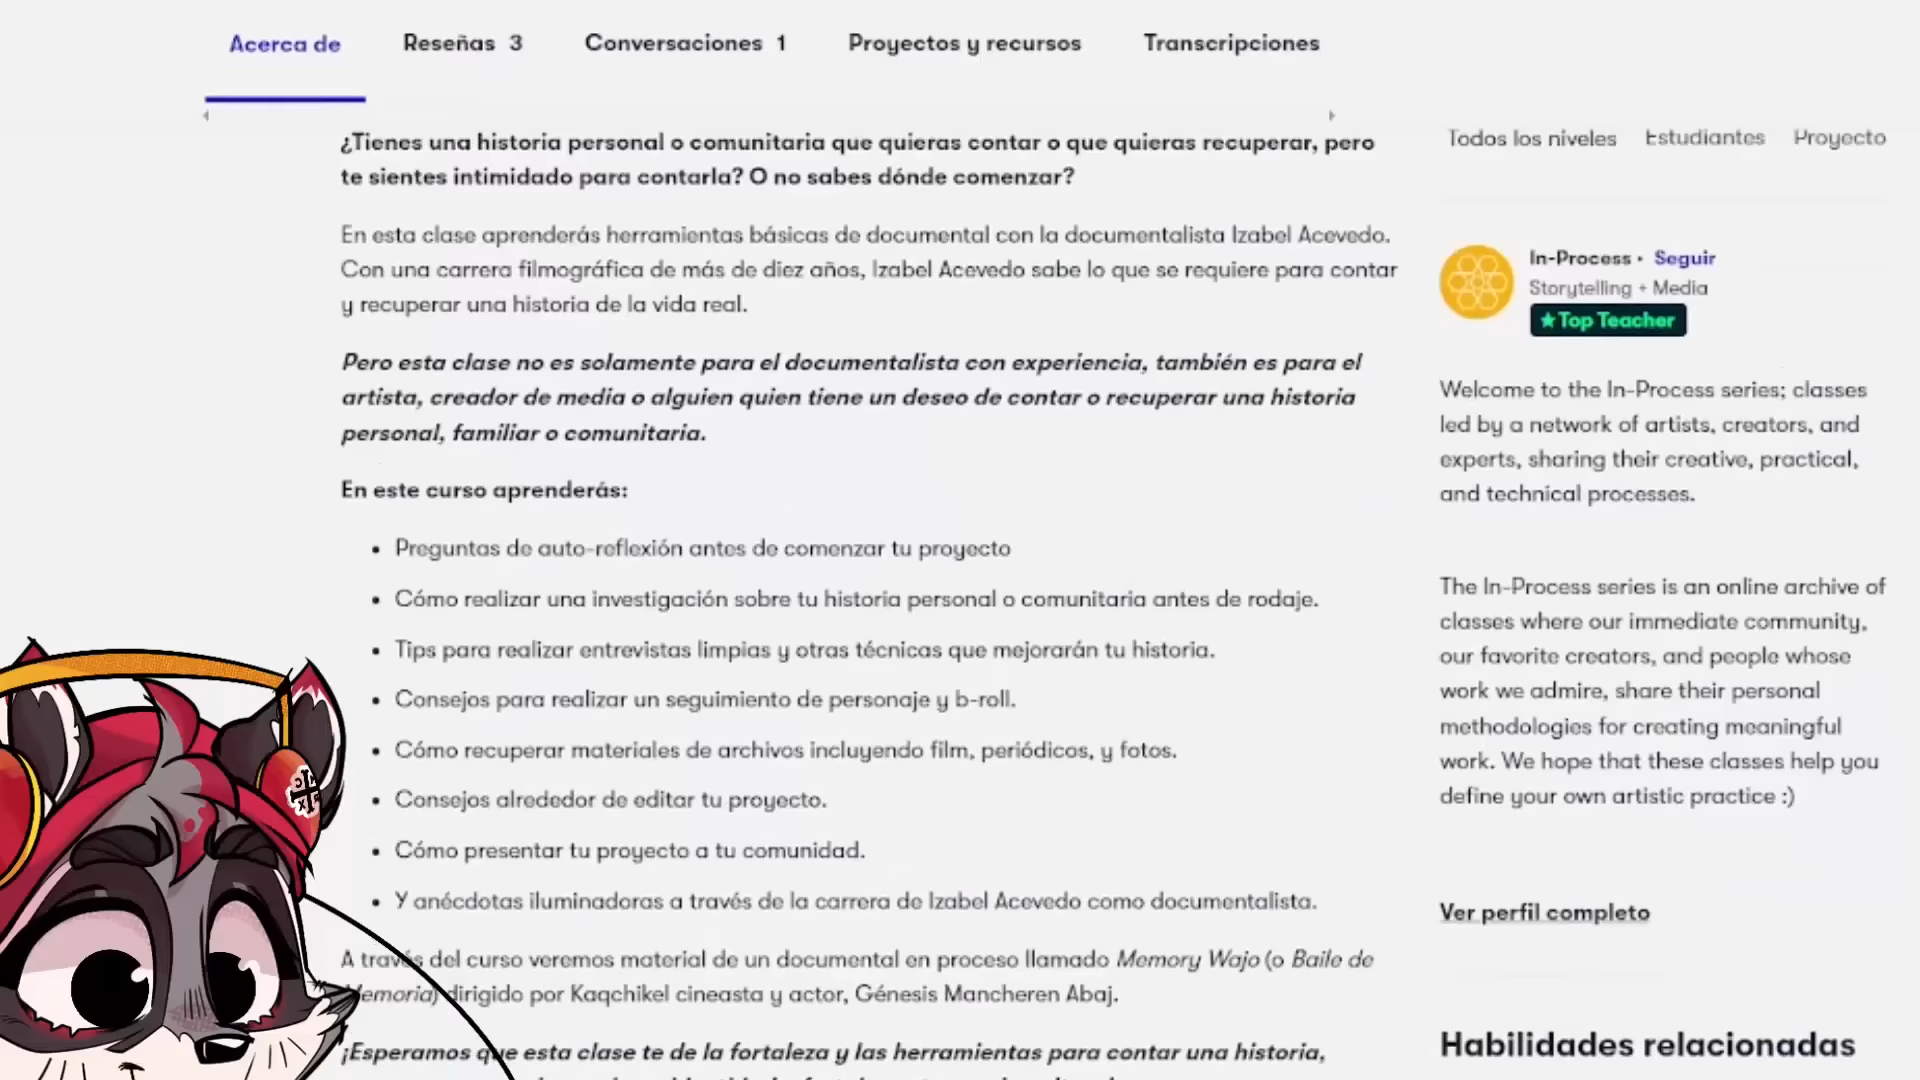 Acerca de
Reseñas 3
Conversaciones 1
Proyectos y recursos
Transcripciones
¿Tienes una historia personal o comunitaria que quieras contar o que quieras recuperar, pero
te sientes intimidado para contarla? O no sabes dónde comenzar?
En esta clase aprenderás herramientas básicas de documental con la documentalista Izabel Acevedo.
Con una carrera filmográfica de más de diez años, Izabel Acevedo sabe lo que se requiere para contar
y recuperar una historia de la vida real.
Pero esta clase no es solamente para el documentalista con experiencia, también es para el
artista, creador de media o alguien quien tiene un deseo de contar o recuperar una historia
personal, familiar o comunitaria.
En este curso aprenderás:
• Preguntas de auto-reflexión antes de comenzar tu proyecto
• Cómo realizar una investigación sobre tu historia personal o comunitaria antes de rodaje.
• Tips para realizar entrevistas limpias y otras técnicas que mejorarán tu historia.
• Consejos para realizar un seguimiento de personaje y b-roll.
• Cómo recuperar materiales de archivos incluyendo film, periódicos, y fotos.
• Consejos alrededor de editar tu proyecto.
• Cómo presentar tu proyecto a tu comunidad.
• Y anécdotas iluminadoras a través de la carrera de Izabel Acevedo como documentalista.
A través del curso veremos material de un documental en proceso llamado Memory Wajo (o Baile de
Memoria) dirigido por Kaqchikel cineasta y actor, Génesis Mancheren Abaj.
¡Esperamos que esta clase te de la fortaleza y las herramientas para contar una historia,
Todos los niveles Estudiantes Proyecto
In-Process • Seguir
Storytelling + Media
★Top Teacher
Welcome to the In-Process series; classes
led by a network of artists, creators, and
experts, sharing their creative, practical,
and technical processes.
The In-Process series is an online archive of
classes where our immediate community,
our favorite creators, and people whose
work we admire, share their personal
methodologies for creating meaningful
work. We hope that these classes help you
define your own artistic practice :)
Ver perfil completo
Habilidades relacionadas